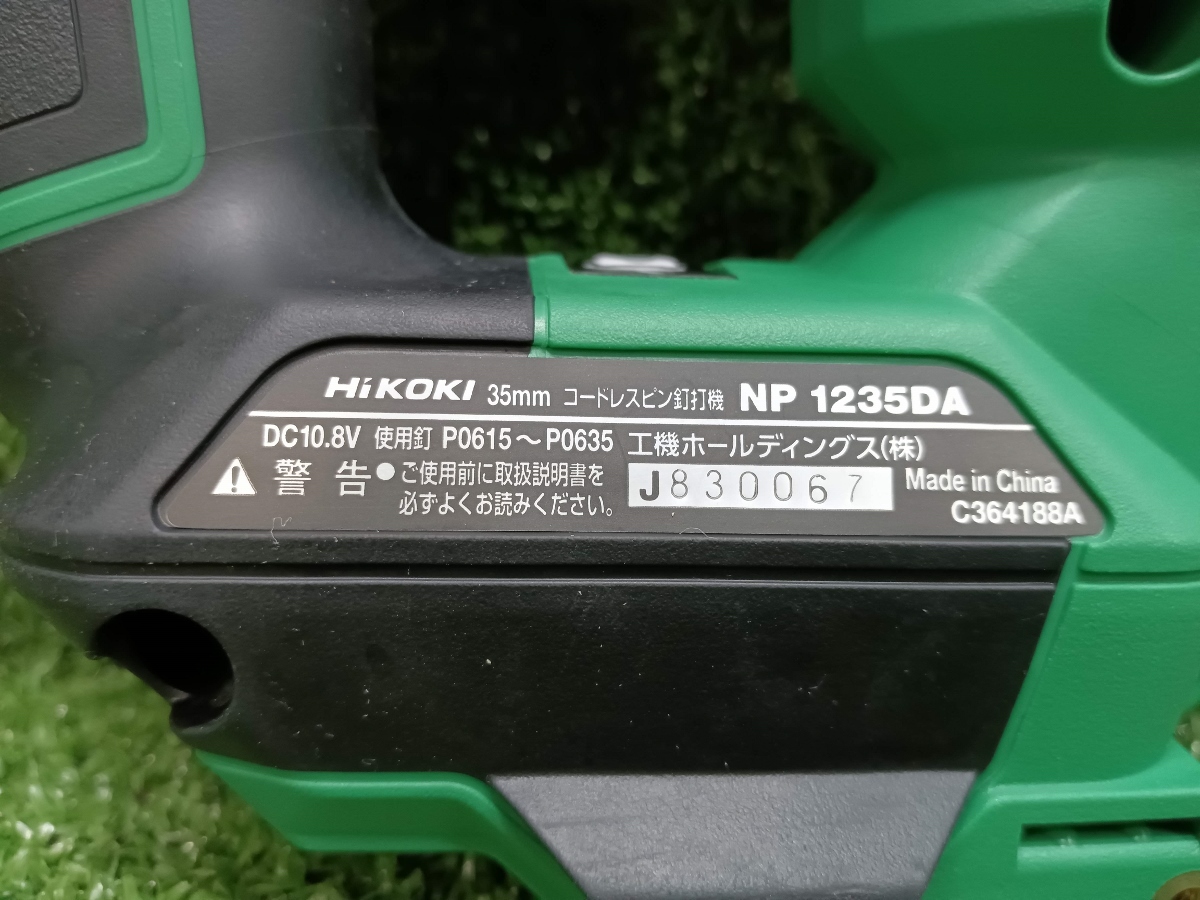 HiKOKI 35mm コードレスピン釘打機 NP 1235DA
DC10.8V 使用釘 P0615～P0635 工機ホールディングス(株)
警告 ●ご使用前に取扱説明書を
必ずよくお読みください。
J830067
Made in China
C364188A